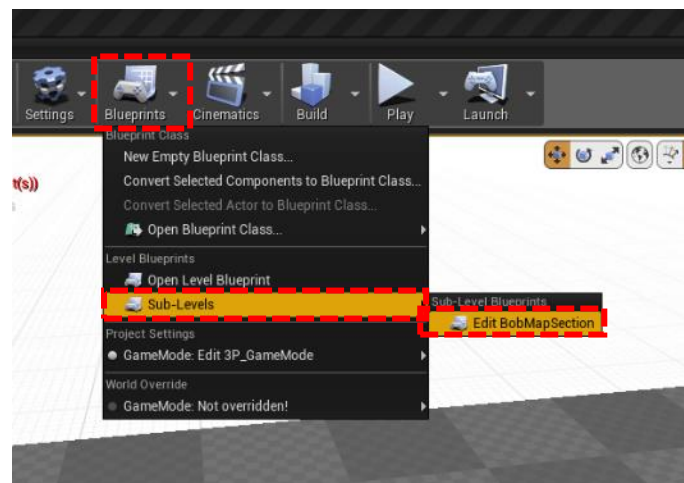 Settings
Blueprints
Cinematics
Build
Play
Launch
Blueprint Class
New Empty Blueprint Class...
t(s))
Convert Selected Components to Blueprint Class...
Convert Selected Actor to Blueprint Class...
Open Blueprint Class...
Level Blueprints
Open Level Blueprint
Sub-Levels
Sub-Level Blueprints
Edit BobMapSection
Project Settings
GameMode: Edit 3P_GameMode
World Override
GameMode: Not overridden!